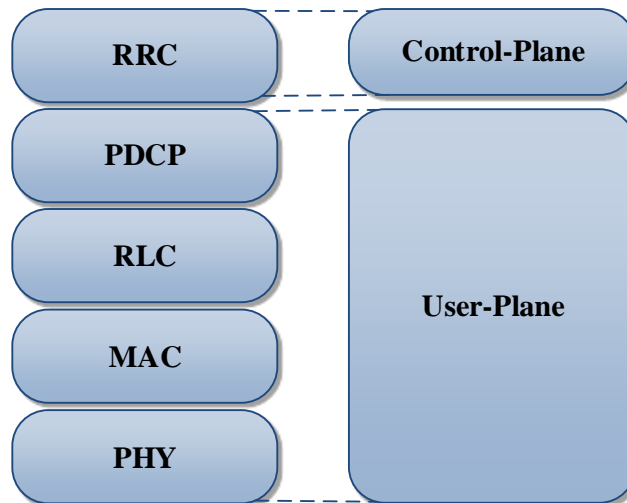 RRC
Control-Plane
PDCP
RLC
User-Plane
MAC
PHY